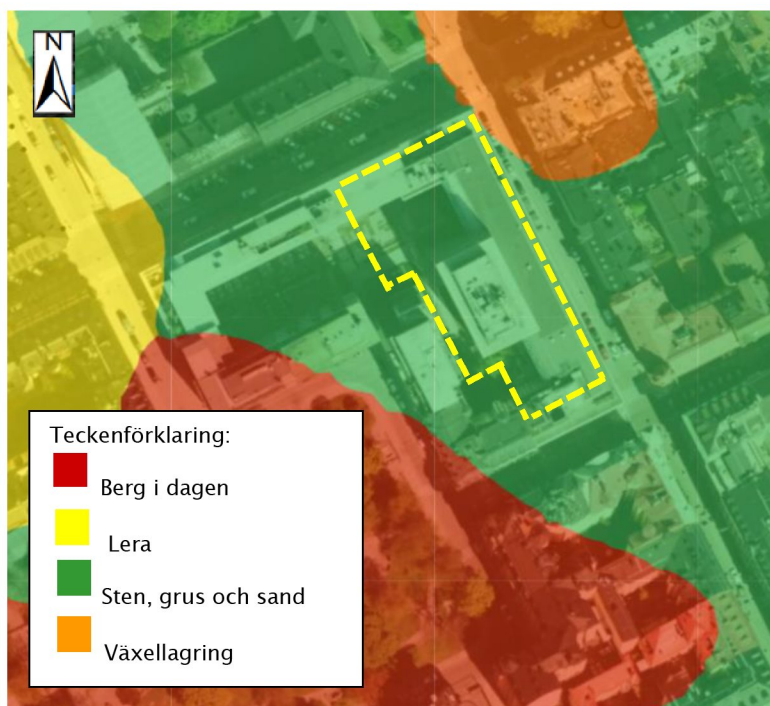 N
Teckenförklaring:
Berg i dagen
Lera
Sten, grus och sand
Växellagring